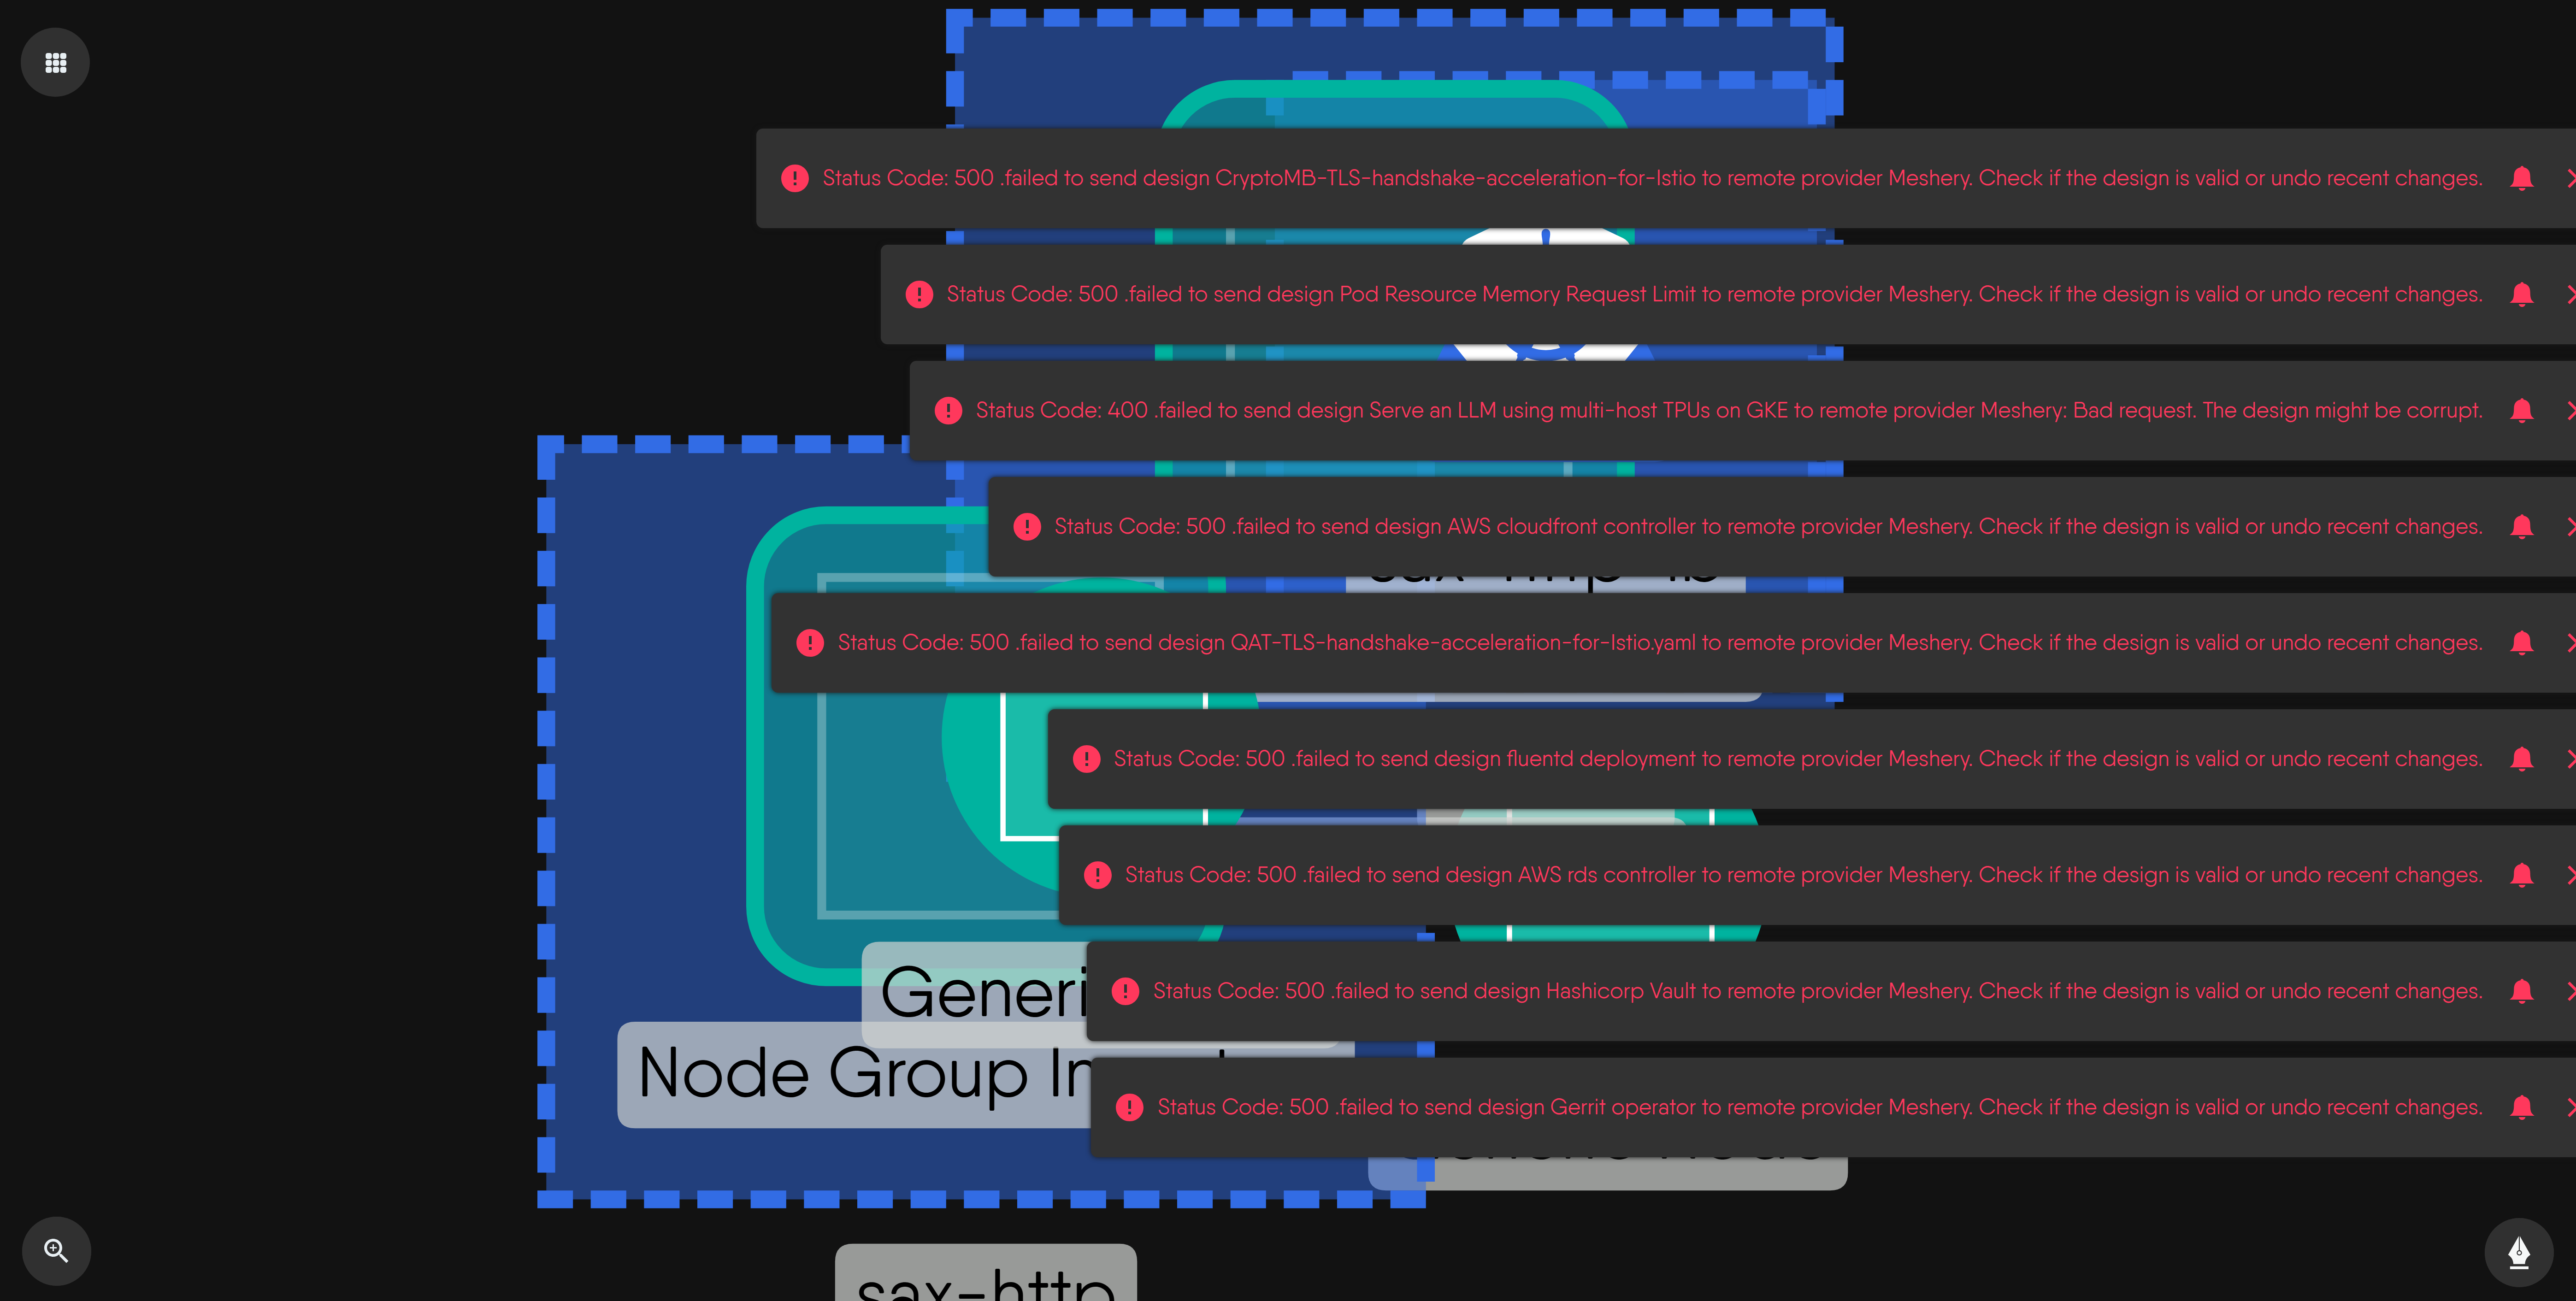 Status Code: 500 .failed to send design CryptoMB-TLS-handshake-acceleration-for-Istio to remote provider Meshery. Check if the design is valid or undo recent changes.
Status Code: 500 .failed to send design Pod Resource Memory Request Limit to remote provider Meshery. Check if the design is valid or undo recent changes.
Status Code: 400 .failed to send design Serve an LLM using multi-host TPUs on GKE to remote provider Meshery: Bad request. The design might be corrupt.
Status Code: 500 .failed to send design AWS cloudfront controller to remote provider Meshery. Check if the design is valid or undo recent changes.
Status Code: 500 .failed to send design QAT-TLS-handshake-acceleration-for-Istio.yaml to remote provider Meshery. Check if the design is valid or undo recent changes.
Status Code: 500 .failed to send design fluentd deployment to remote provider Meshery. Check if the design is valid or undo recent changes.
Status Code: 500 .failed to send design AWS rds controller to remote provider Meshery. Check if the design is valid or undo recent changes.
Status Code: 500 .failed to send design Hashicorp Vault to remote provider Meshery. Check if the design is valid or undo recent changes.
Generi
Node Group In
Status Code: 500 .failed to send design Gerrit operator to remote provider Meshery. Check if the design is valid or undo recent changes.
sax-http